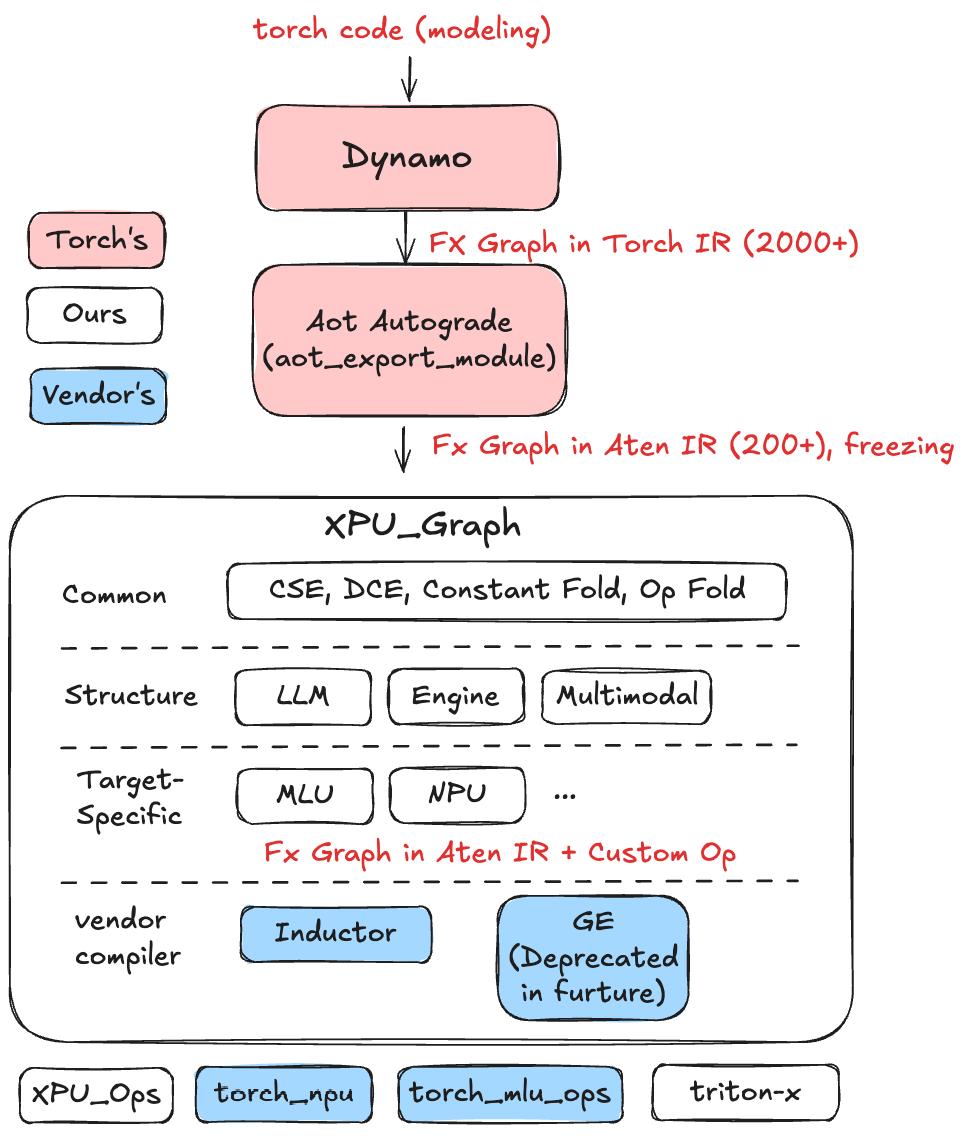 torch code (modeling)
Dynamo
Torch's
FX Graph in Torch IR (2000+)
Ours
Aot Autograde
(aot_export_module)
Vendor's
Fx Graph in Aten IR (200+), freezing
XPU_Graph
Common
CSE, DCE, Constant Fold, Op Fold
Structure
LLM
Engine
Multimodal
Target-
Specific
MLU
NPU
...
Fx Graph in Aten IR + Custom Op
vendor
compiler
Inductor
GE
(Deprecated
in furture)
XPU_Ops
torch_npu
torch_mlu_ops
triton-x